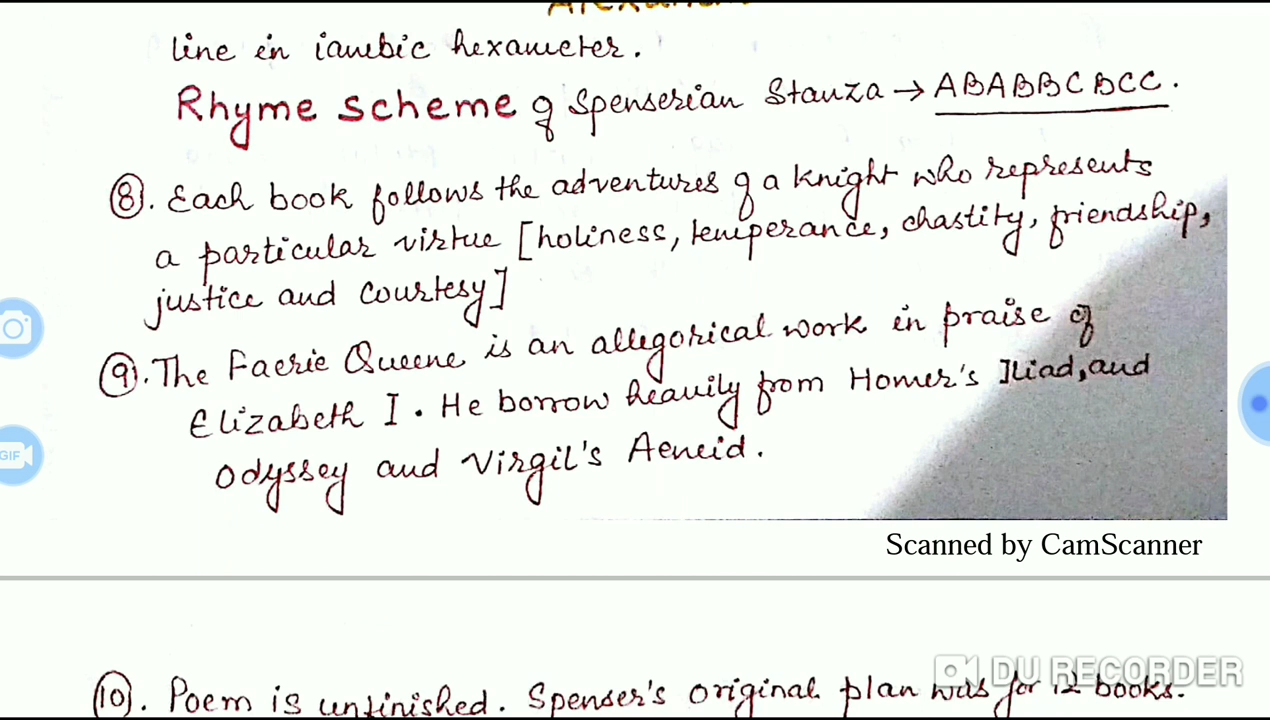 line in iambic hexameter.
Rhyme scheme of Spenserian Stanza → ABABBCBCC.
⑧. Each book follows the adventures of a knight who represents
a particular virtue [holiness, temperance, chastity, friendship,
justice and courtesy]
⑨. The Faerie Queene is an allegorical work in praise of
Elizabeth I. He borrow heavily from Homer's Iliad, and
Odyssey and Virgil's Aeneid.
Scanned by CamScanner
GIF
DU RECORDER
⑩. Poem is unfinished. Spenser's original plan was for 12 books.